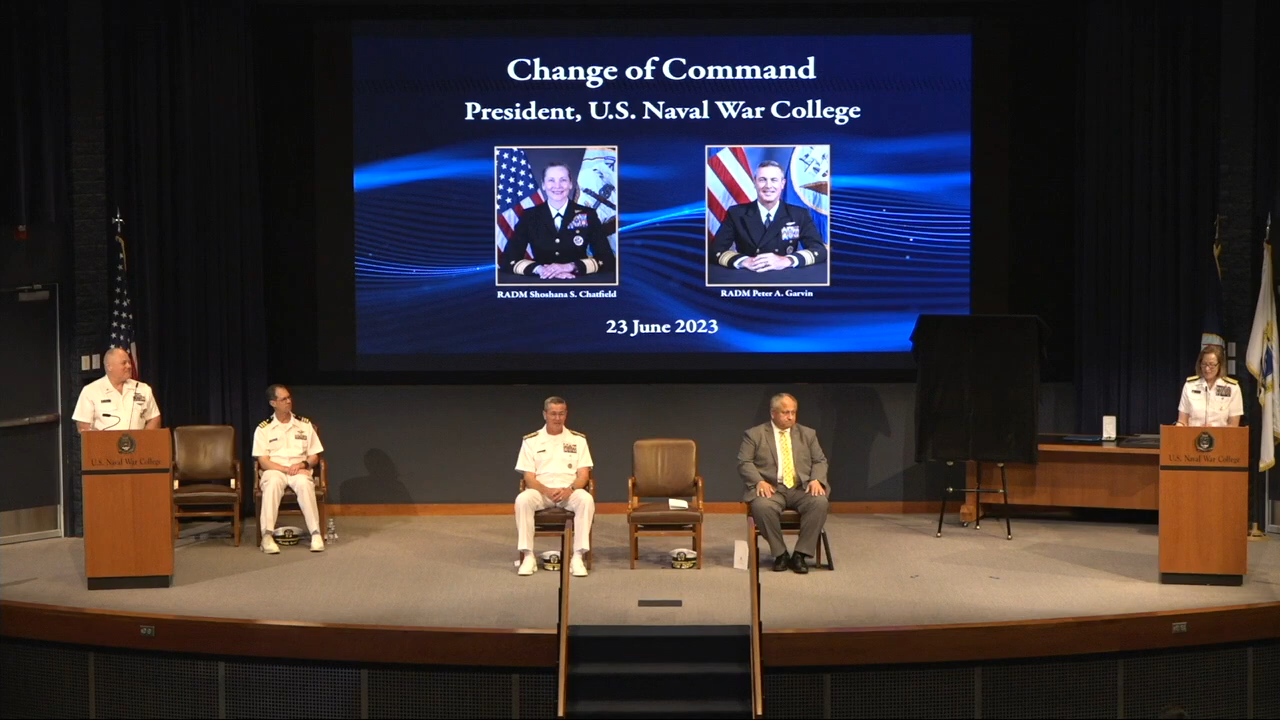 Change of Command
President, U.S. Naval War College
RADM Shoshana S. Chatfield
RADM Peter A. Garvin
23 June 2023
U.S. Naval War College
U.S. Naval War College